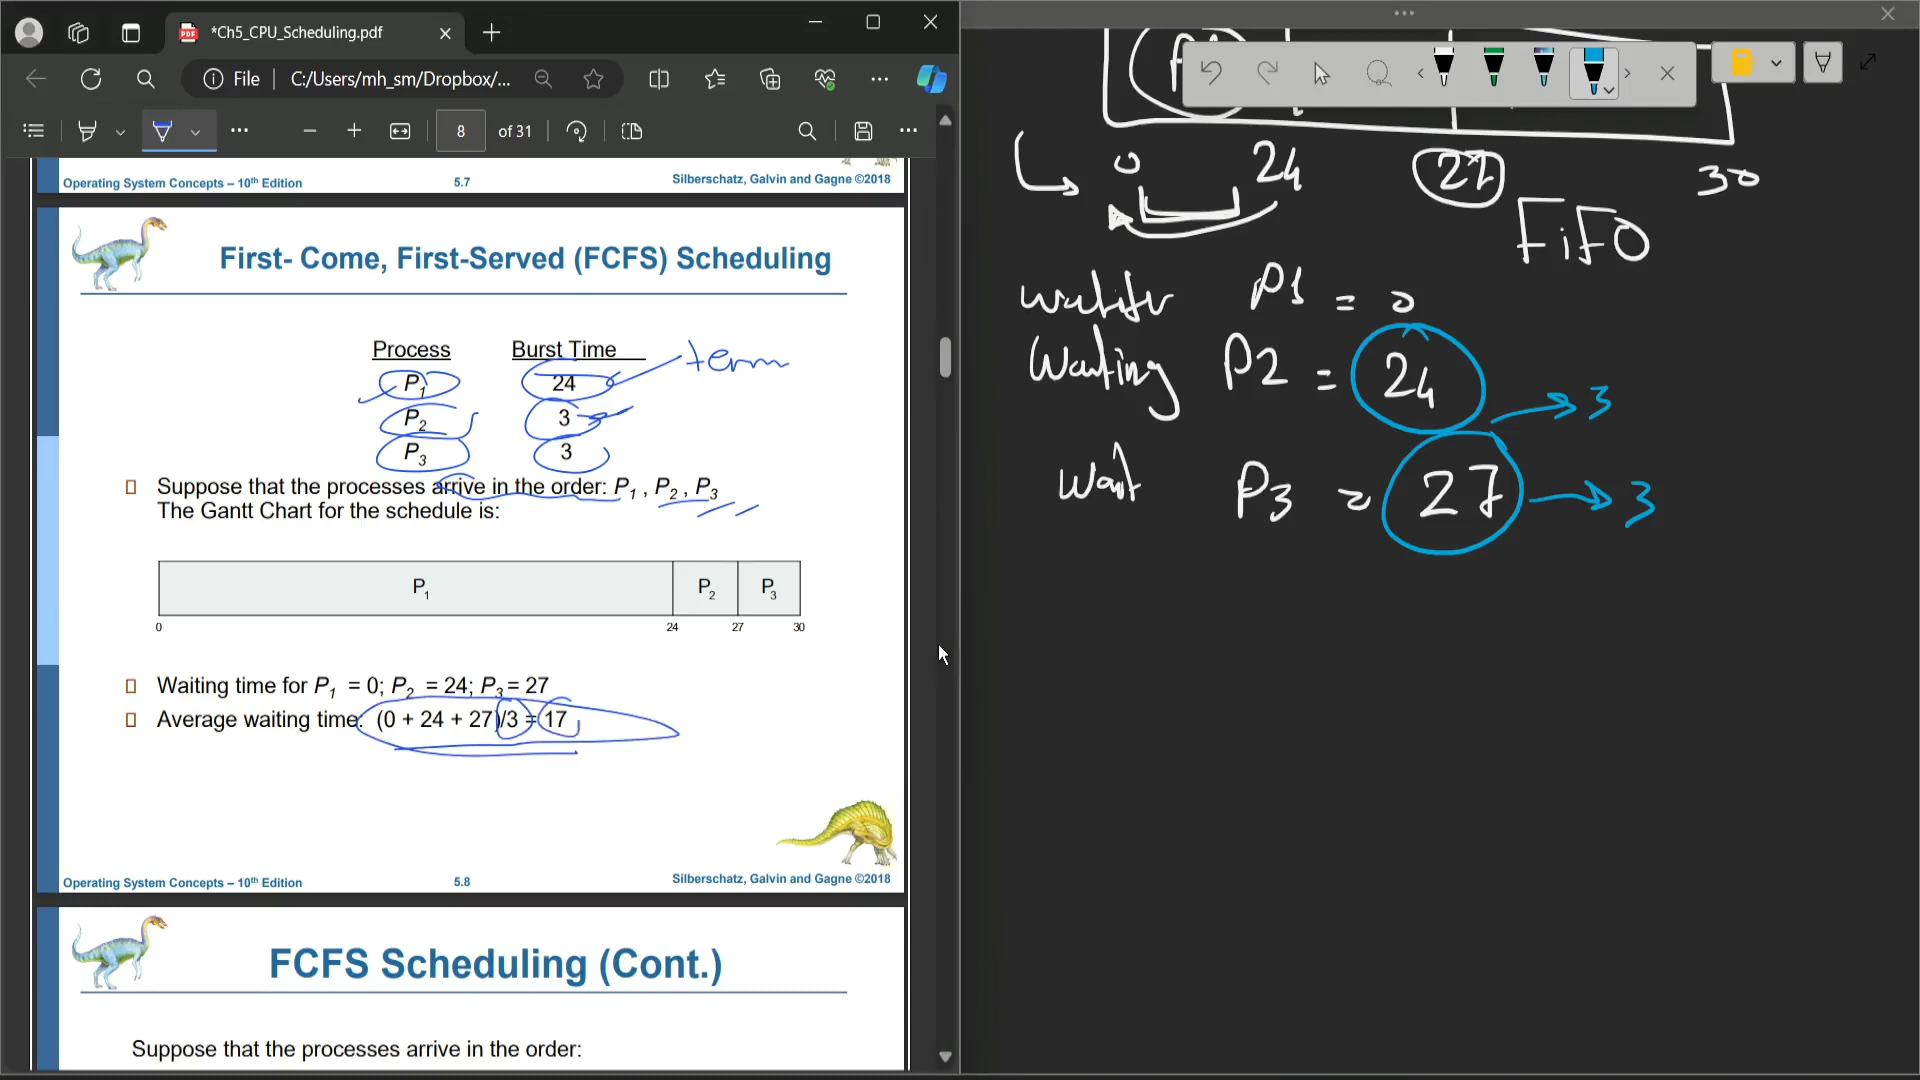 *Ch5_CPU_Scheduling.pdf
File
C:/Users/mh_sm/Dropbox/...
8 of 31
Operating System Concepts – 10th Edition 5.7 Silberschatz, Galvin and Gagne ©2018
First- Come, First-Served (FCFS) Scheduling
Process Burst Time
term
P1 24
P2 3
P3 3
Suppose that the processes arrive in the order: P1 , P2 , P3
The Gantt Chart for the schedule is:
P1 P2 P3
0 24 27 30
Waiting time for P1 = 0; P2 = 24; P3 = 27
Average waiting time: (0 + 24 + 27)/3 = 17
Operating System Concepts – 10th Edition 5.8 Silberschatz, Galvin and Gagne ©2018
FCFS Scheduling (Cont.)
Suppose that the processes arrive in the order:
0 24 27 30
FiFO
P1 = 0
Waiting P2 = 24 → 3
Wait P3 = 27 → 3